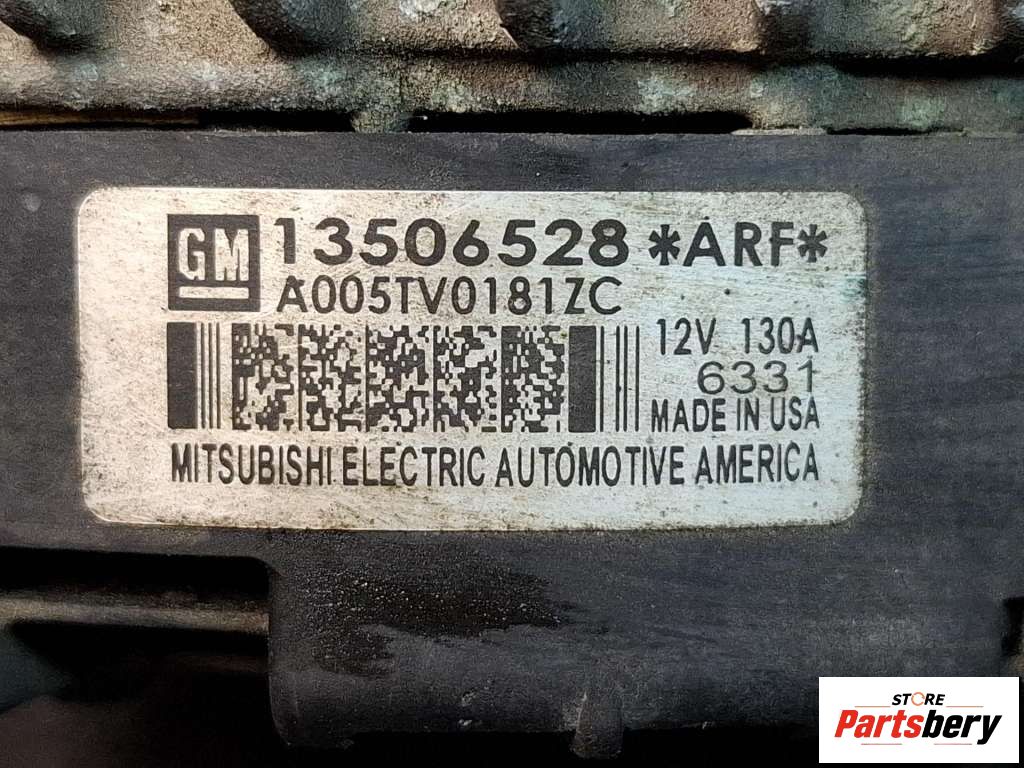 GM 13506528 *ARF*
A005TV0181ZC
12V 130A
6331
MADE IN USA
MITSUBISHI ELECTRIC AUTOMOTIVE AMERICA
STORE
Partsbery